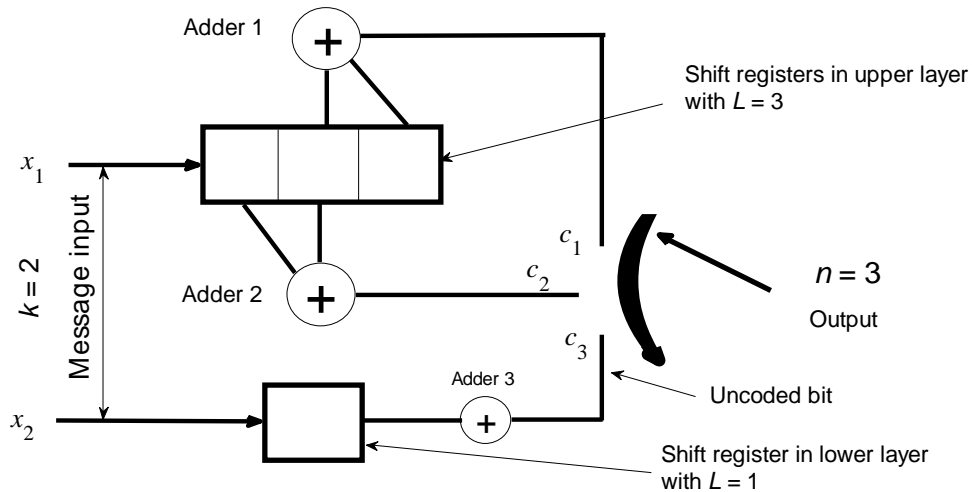 Adder 1
+
Shift registers in upper layer
with L = 3
x1
Message input
k = 2
c1
c2
n = 3
Adder 2
+
Output
c3
Adder 3
Uncoded bit
x2
+
Shift register in lower layer
with L = 1